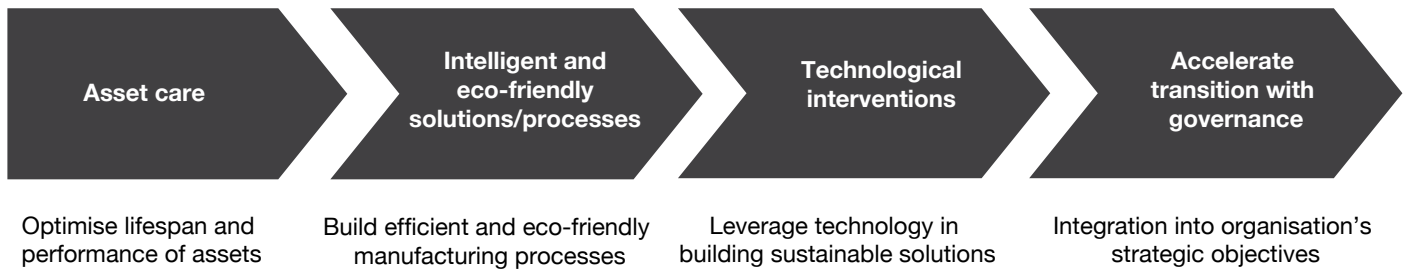 Asset care
Intelligent and
eco-friendly
solutions/processes
Technological
interventions
Accelerate
transition with
governance
Optimise lifespan and
performance of assets
Build efficient and eco-friendly
manufacturing processes
Leverage technology in
building sustainable solutions
Integration into organisation’s
strategic objectives